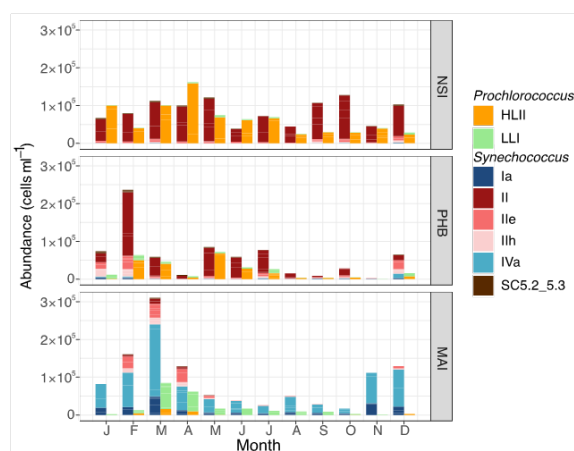 3×10⁵
2×10⁵
1×10⁵
0
NSI
3×10⁵
2×10⁵
1×10⁵
0
PHB
3×10⁵
2×10⁵
1×10⁵
0
MAI
Abundance (cells ml⁻¹)
J F M A M J J A S O N D
Month
Prochlorococcus
HLII
LLI
Synechococcus
Ia
II
IIe
IIh
IVa
SC5.2_5.3